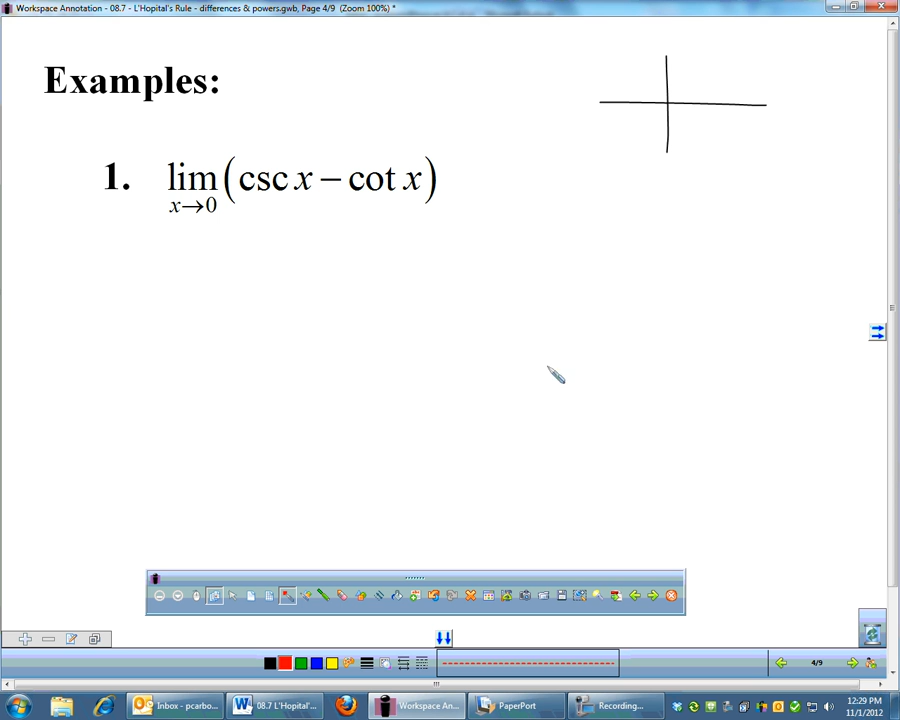 Workspace Annotation - 08.7 - L'Hopital's Rule - differences & powers.gwb, Page 4/9 (Zoom 100%) *
Examples:
1. lim x→0 (csc x − cot x)
4/9
Inbox - pcarbo...
08.7 L'Hopital'...
Workspace An...
PaperPort
Recording...
12:29 PM
11/1/2012